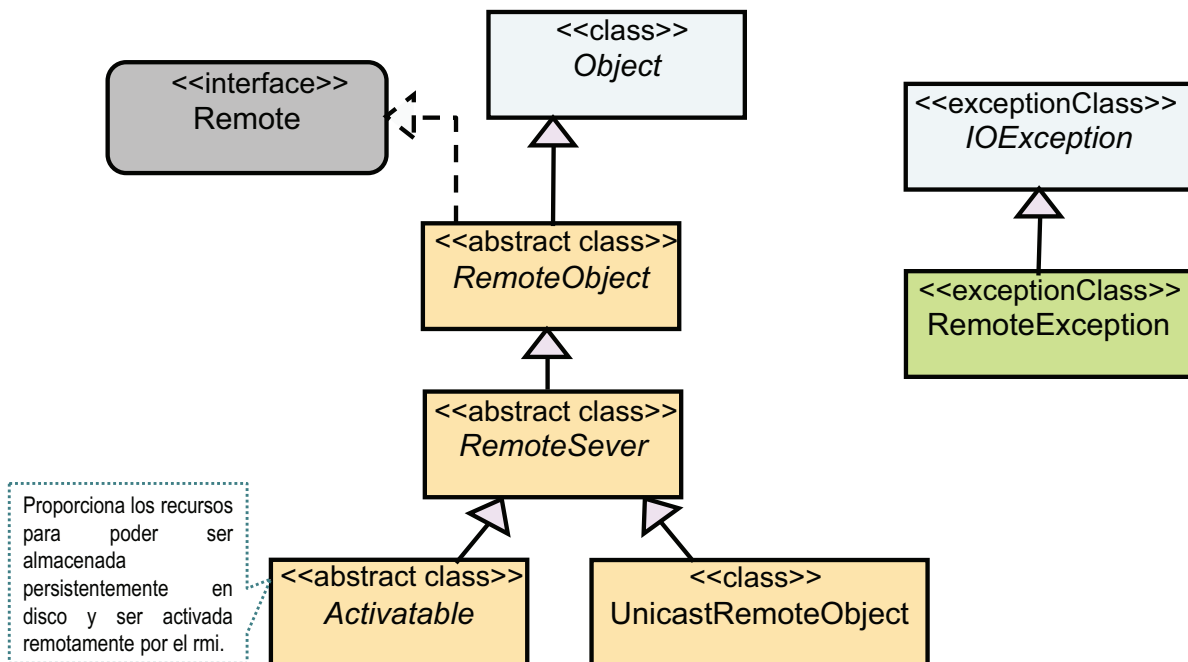 <<class>>
Object
<<interface>>
Remote
<<exceptionClass>>
IOException
<<abstract class>>
RemoteObject
<<exceptionClass>>
RemoteException
<<abstract class>>
RemoteSever
Proporciona los recursos
para poder ser
almacenada
persistentemente en
disco y ser activada
remotamente por el rmi.
<<abstract class>>
Activatable
<<class>>
UnicastRemoteObject